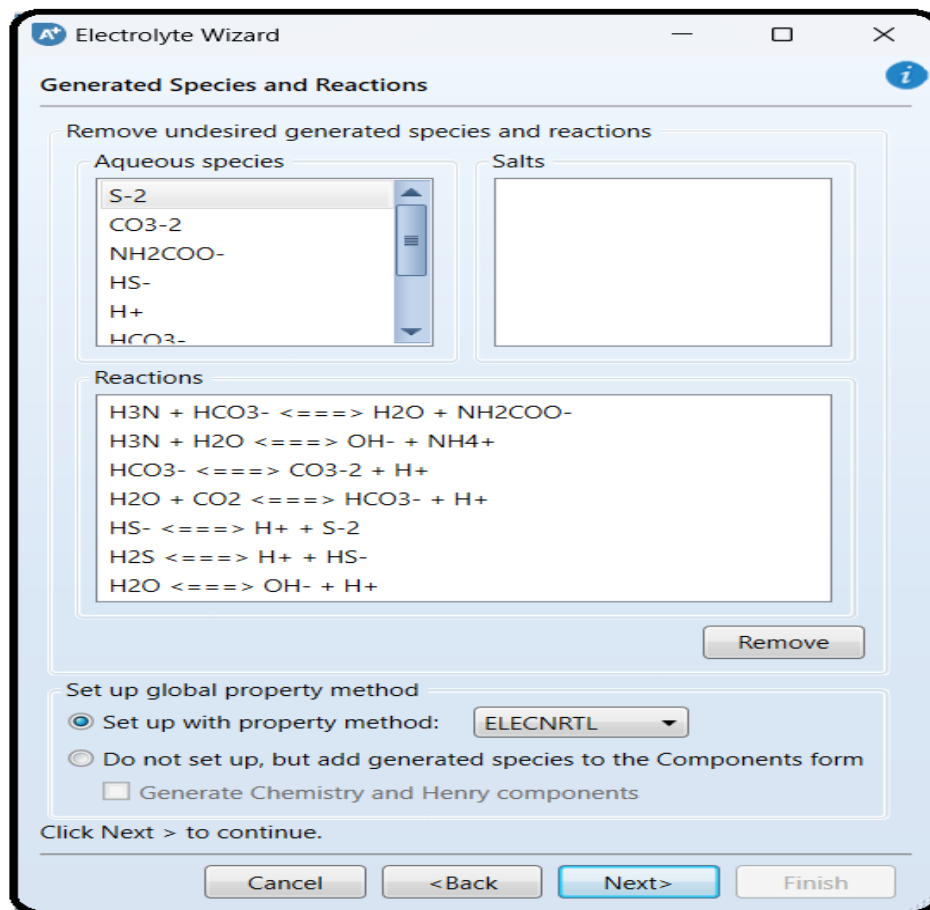 Electrolyte Wizard
Generated Species and Reactions
Remove undesired generated species and reactions
Aqueous species
S-2
CO3-2
NH2COO-
HS-
H+
HCO3-
Salts
Reactions
H3N + HCO3- <===> H2O + NH2COO-
H3N + H2O <===> OH- + NH4+
HCO3- <===> CO3-2 + H+
H2O + CO2 <===> HCO3- + H+
HS- <===> H+ + S-2
H2S <===> H+ + HS-
H2O <===> OH- + H+
Remove
Set up global property method
Set up with property method: ELECNRTL
Do not set up, but add generated species to the Components form
Generate Chemistry and Henry components
Click Next > to continue.
Cancel <Back Next> Finish